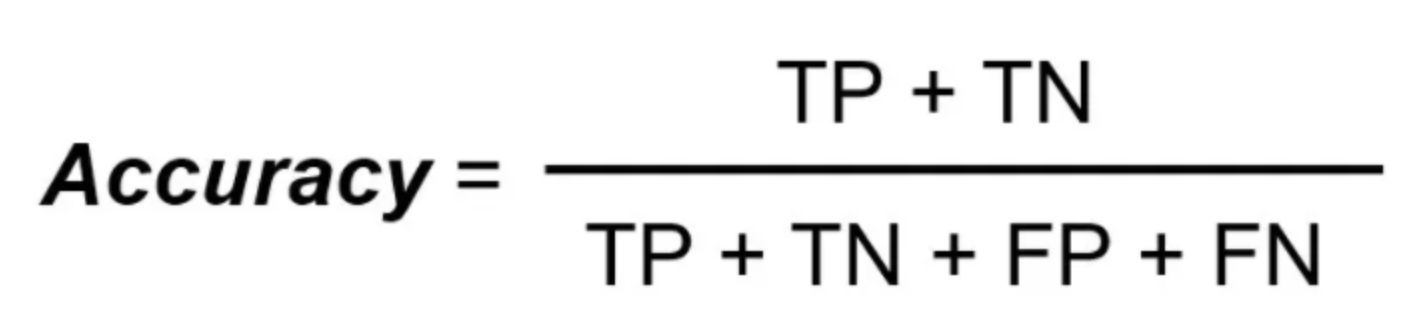 TP + TN
Accuracy =
TP + TN + FP + FN